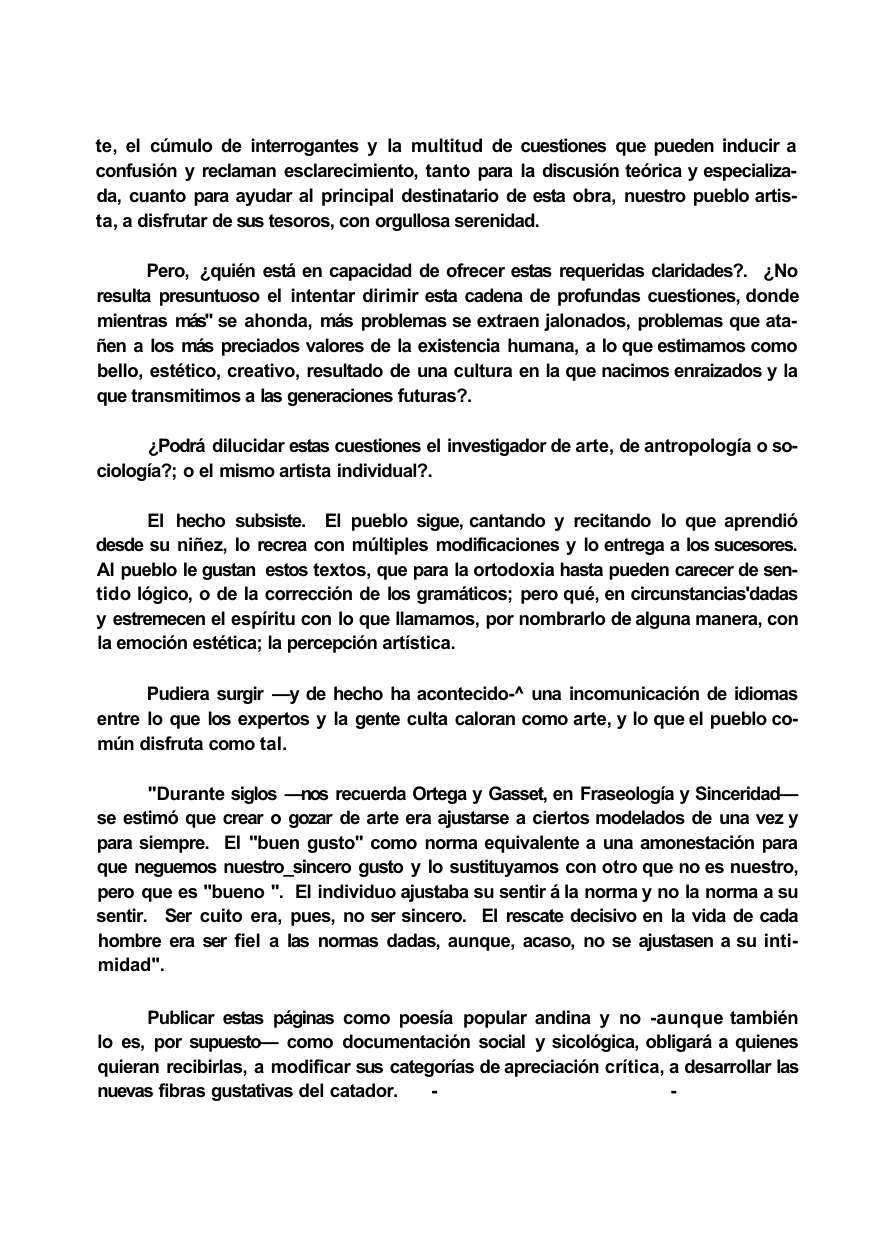 te, el cúmulo de interrogantes y la multitud de cuestiones que pueden inducir a
confusión y reclaman esclarecimiento, tanto para la discusión teórica y especializa-
da, cuanto para ayudar al principal destinatario de esta obra, nuestro pueblo artis-
ta, a disfrutar de sus tesoros, con orgullosa serenidad.
Pero, ¿quién está en capacidad de ofrecer estas requeridas claridades?. ¿No
resulta presuntuoso el intentar dirimir esta cadena de profundas cuestiones, donde
mientras más" se ahonda, más problemas se extraen jalonados, problemas que ata-
ñen a los más preciados valores de la existencia humana, a lo que estimamos como
bello, estético, creativo, resultado de una cultura en la que nacimos enraizados y la
que transmitimos a las generaciones futuras?.
¿Podrá dilucidar estas cuestiones el investigador de arte, de antropología o so-
ciología?; o el mismo artista individual?.
El hecho subsiste. El pueblo sigue, cantando y recitando lo que aprendió
desde su niñez, lo recrea con múltiples modificaciones y lo entrega a los sucesores.
Al pueblo le gustan estos textos, que para la ortodoxia hasta pueden carecer de sen-
tido lógico, o de la corrección de los gramáticos; pero qué, en circunstancias'dadas
y estremecen el espíritu con lo que llamamos, por nombrarlo de alguna manera, con
la emoción estética; la percepción artística.
Pudiera surgir —y de hecho ha acontecido-^ una incomunicación de idiomas
entre lo que los expertos y la gente culta caloran como arte, y lo que el pueblo co-
mún disfruta como tal.
"Durante siglos —nos recuerda Ortega y Gasset, en Fraseología y Sinceridad—
se estimó que crear o gozar de arte era ajustarse a ciertos modelados de una vez y
para siempre. El "buen gusto" como norma equivalente a una amonestación para
que neguemos nuestro_sincero gusto y lo sustituyamos con otro que no es nuestro,
pero que es "bueno ". El individuo ajustaba su sentir á la norma y no la norma a su
sentir. Ser cuito era, pues, no ser sincero. El rescate decisivo en la vida de cada
hombre era ser fiel a las normas dadas, aunque, acaso, no se ajustasen a su inti-
midad".
Publicar estas páginas como poesía popular andina y no -aunque también
lo es, por supuesto— como documentación social y sicológica, obligará a quienes
quieran recibirlas, a modificar sus categorías de apreciación crítica, a desarrollar las
nuevas fibras gustativas del catador. - -